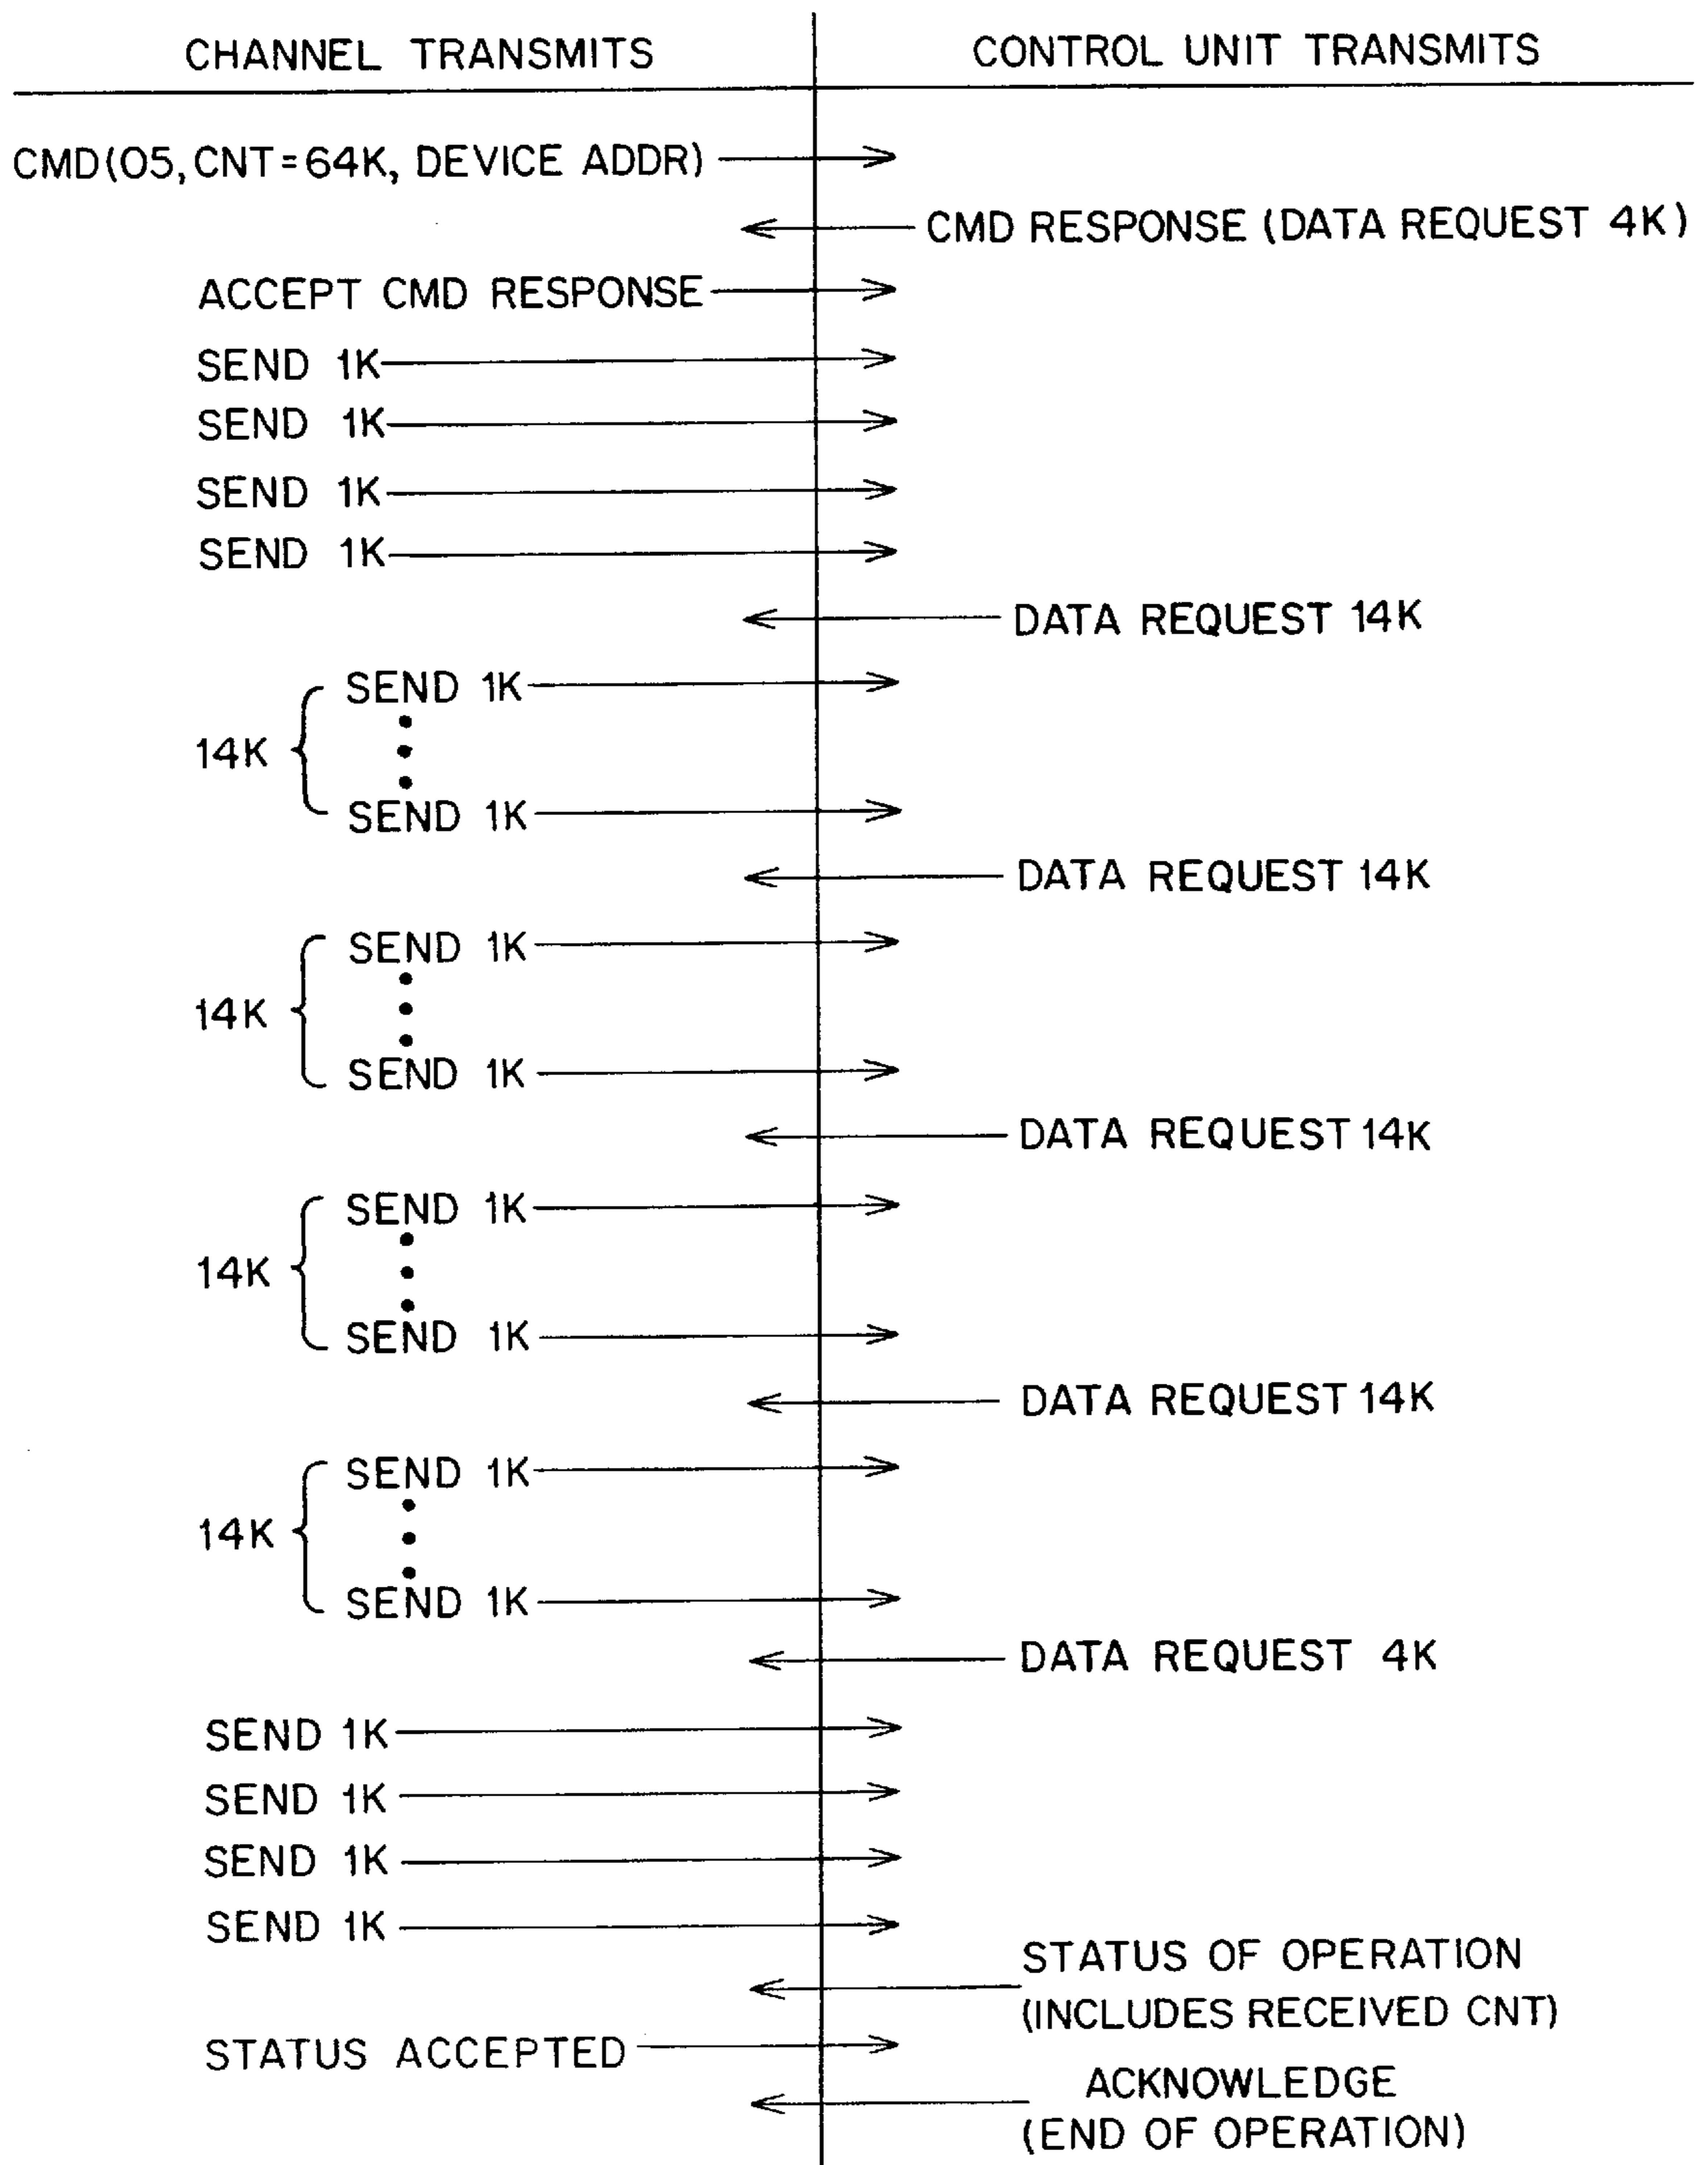 CHANNEL TRANSMITS
CONTROL UNIT TRANSMITS
CMD(05, CNT=64K, DEVICE ADDR)
CMD RESPONSE (DATA REQUEST 4K)
ACCEPT CMD RESPONSE
SEND 1K
SEND 1K
SEND 1K
SEND 1K
DATA REQUEST 14K
SEND 1K
14K
SEND 1K
DATA REQUEST 14K
SEND 1K
14K
SEND 1K
DATA REQUEST 14K
SEND 1K
14K
SEND 1K
DATA REQUEST 14K
SEND 1K
14K
SEND 1K
DATA REQUEST 4K
SEND 1K
SEND 1K
SEND 1K
SEND 1K
STATUS OF OPERATION
(INCLUDES RECEIVED CNT)
STATUS ACCEPTED
ACKNOWLEDGE
(END OF OPERATION)